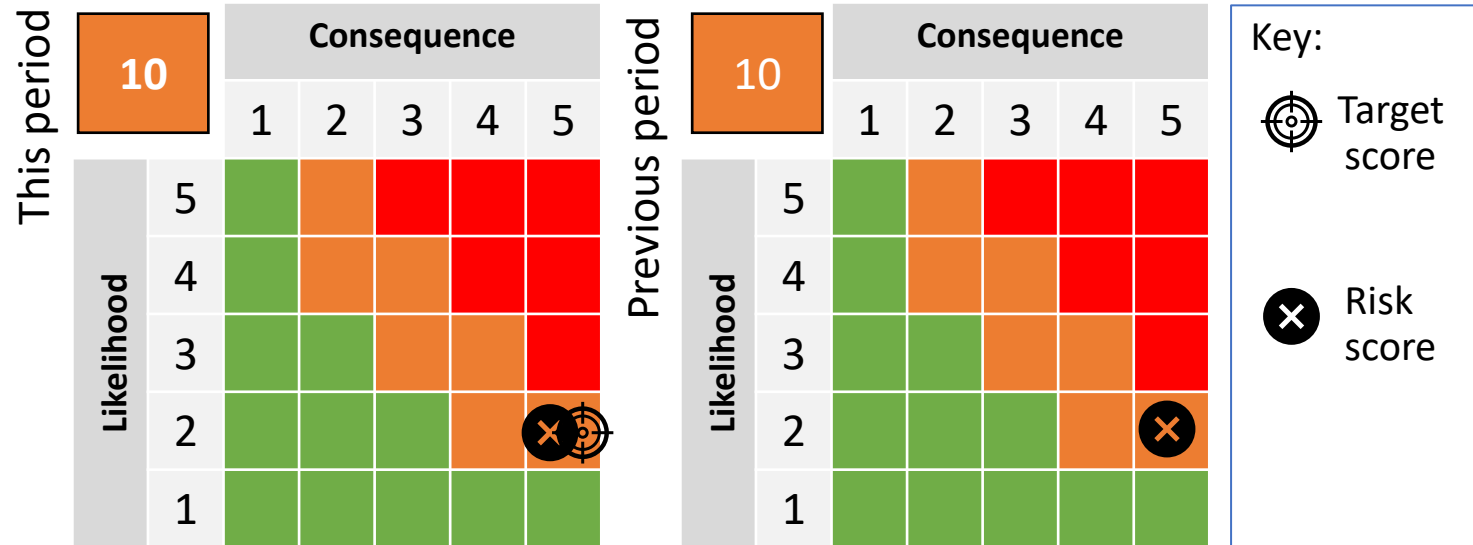 This period
10
Consequence
1 2 3 4 5
Likelihood
5
4
3
2
1
Previous period
10
Consequence
1 2 3 4 5
Likelihood
5
4
3
2
1
Key:
Target
score
Risk
score